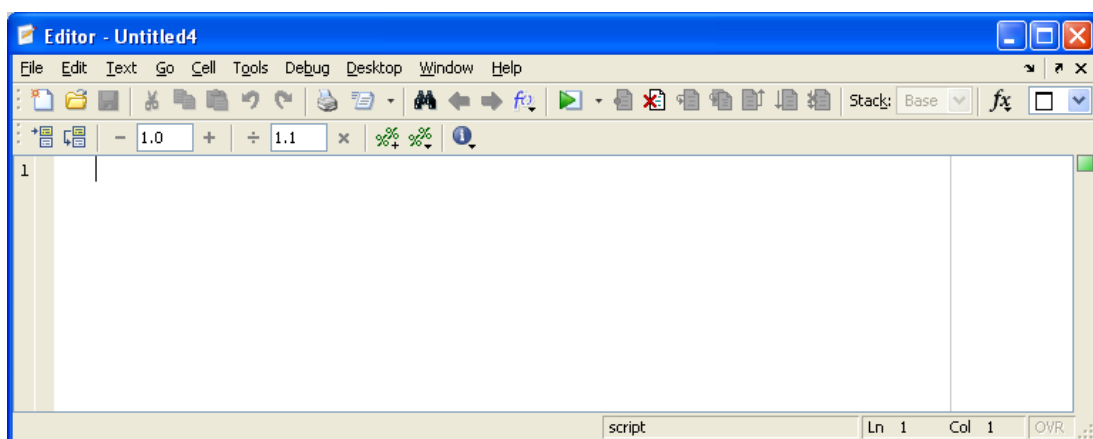 Editor - Untitled4
File Edit Text Go Cell Tools Debug Desktop Window Help
Stack: Base fx
- 1.0 + ÷ 1.1 ×
1
script Ln 1 Col 1 OVR